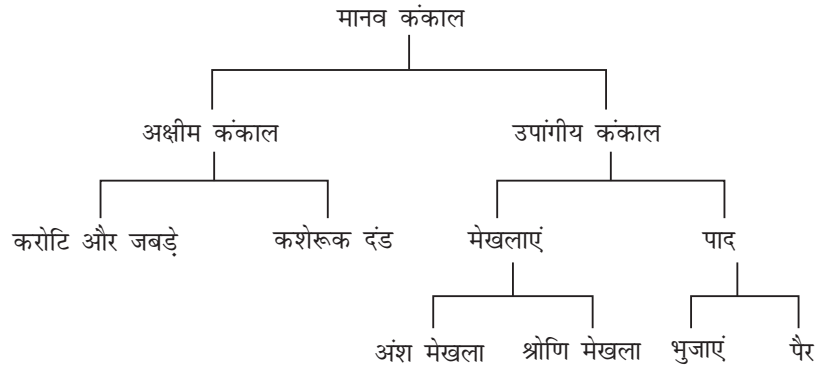 मानव कंकाल
अक्षीम कंकाल उपांगीय कंकाल
करोटि और जबड़े कशेरूक दंड मेखलाएं पाद
अंश मेखला श्रोणि मेखला भुजाएं पैर